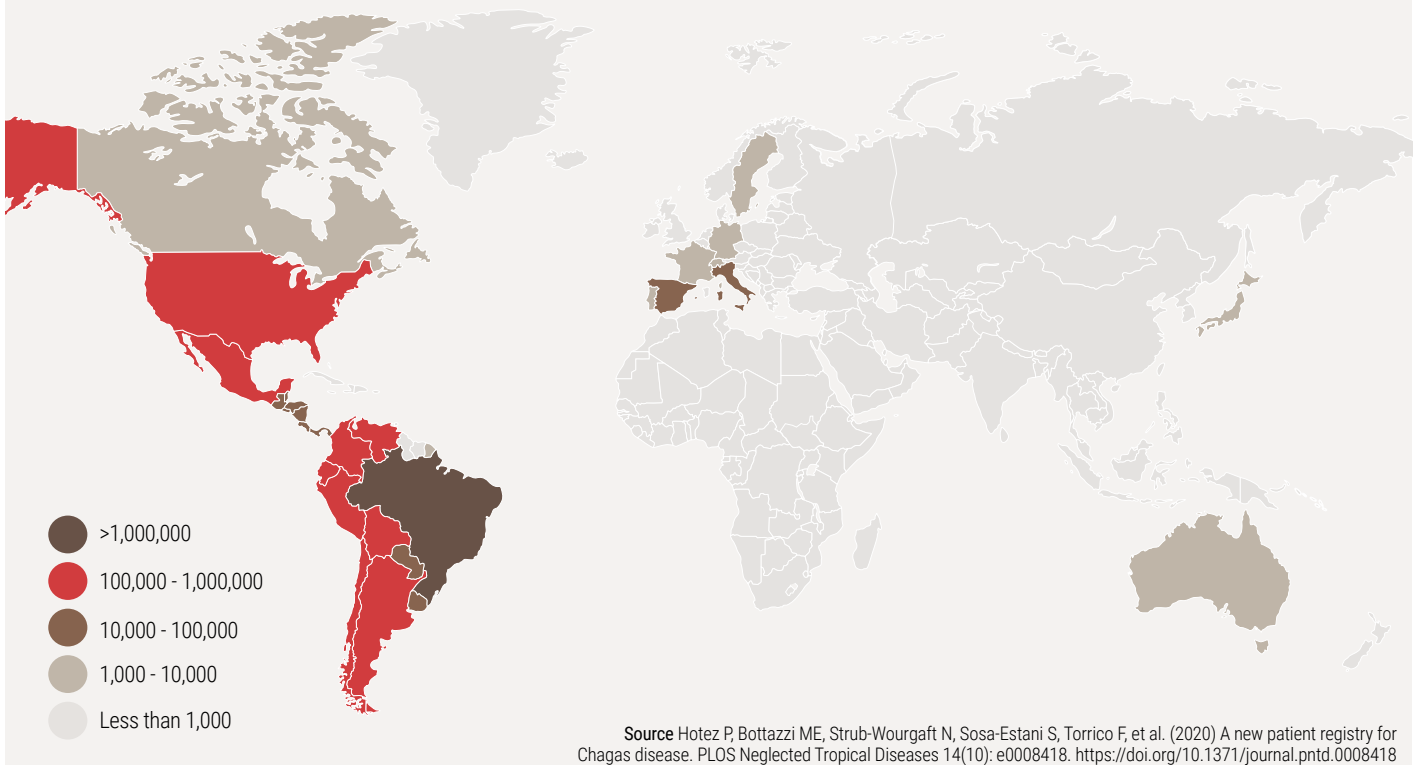 >1,000,000
100,000 - 1,000,000
10,000 - 100,000
1,000 - 10,000
Less than 1,000
Source Hotez P, Bottazzi ME, Strub-Wourgaft N, Sosa-Estani S, Torrico F, et al. (2020) A new patient registry for
Chagas disease. PLOS Neglected Tropical Diseases 14(10): e0008418. https://doi.org/10.1371/journal.pntd.0008418